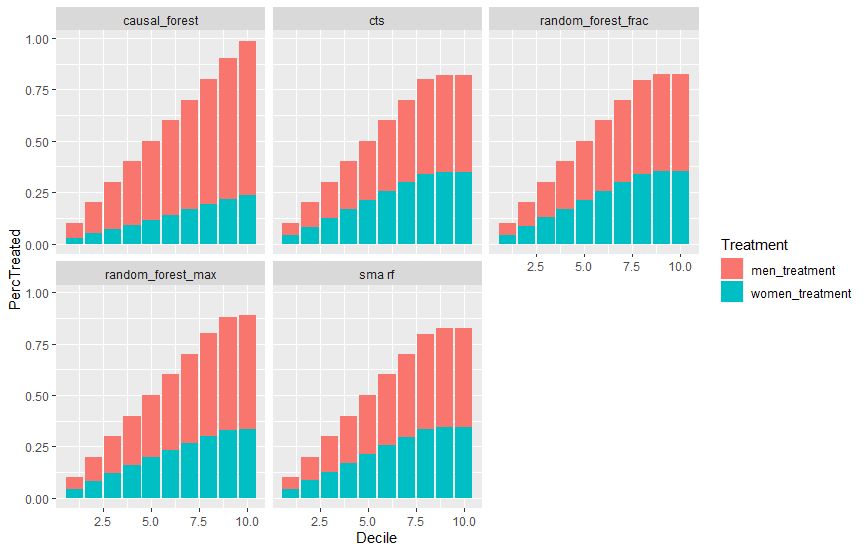 causal_forest
cts
random_forest_frac
1.00
0.75
0.50
0.25
0.00
2.5
5.0
7.5
10.0
PercTreated
random_forest_max
sma rf
1.00
0.75
0.50
0.25
0.00
2.5
5.0
7.5
10.0
2.5
5.0
7.5
10.0
Decile
Treatment
men_treatment
women_treatment